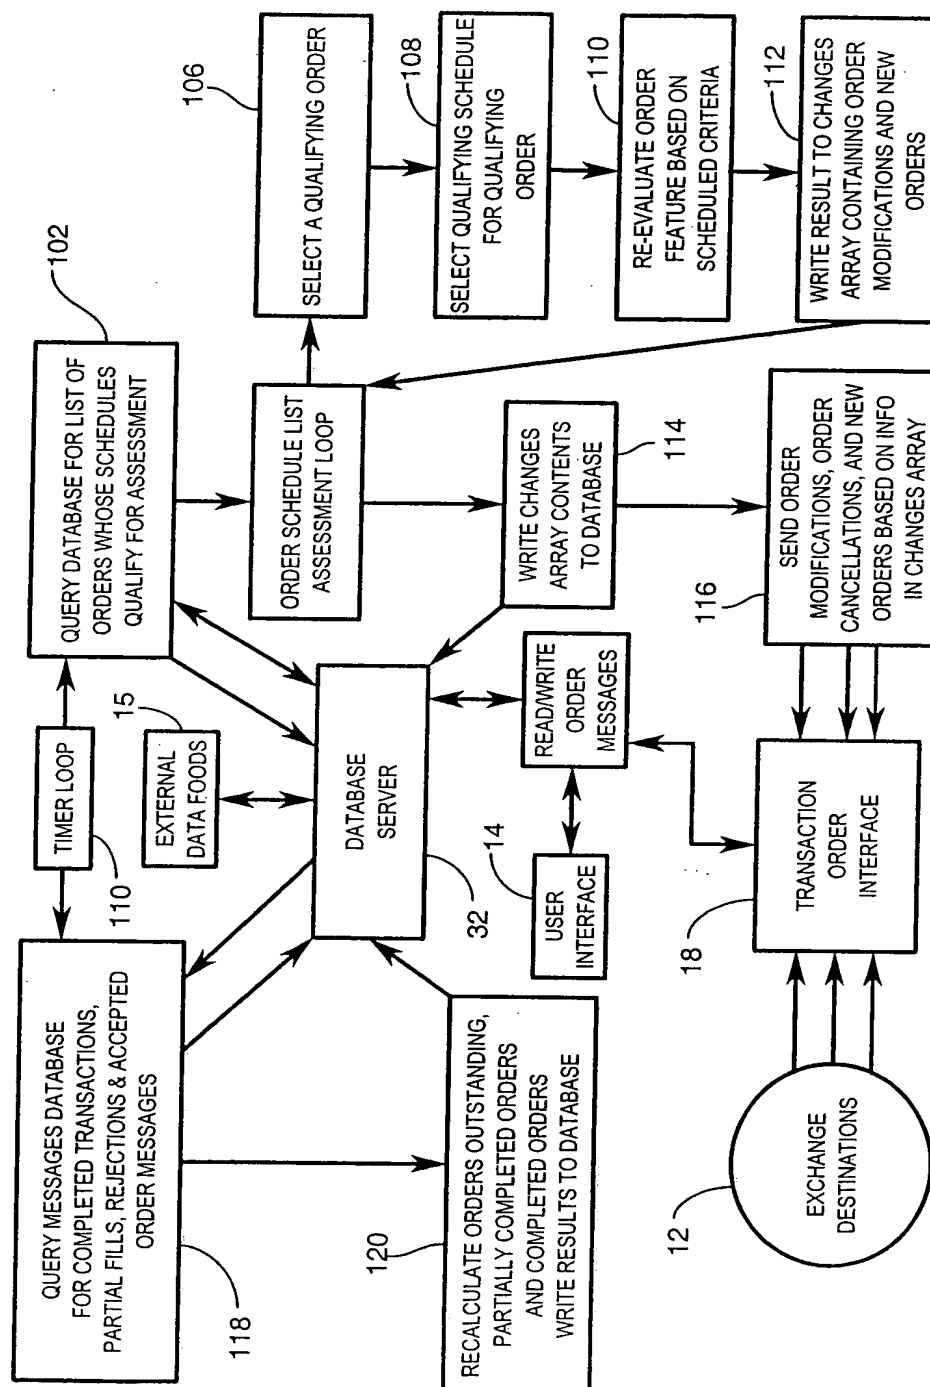 QUERY MESSAGES DATABASE
FOR COMPLETED TRANSACTIONS,
PARTIAL FILLS, REJECTIONS & ACCEPTED
ORDER MESSAGES
118
TIMER LOOP
110
QUERY DATABASE FOR LIST OF
ORDERS WHOSE SCHEDULES
QUALIFY FOR ASSESSMENT
102
EXTERNAL
DATA FOODS
15
ORDER SCHEDULE LIST
ASSESSMENT LOOP
SELECT A QUALIFYING ORDER
106
DATABASE
SERVER
32
SELECT QUALIFYING SCHEDULE
FOR QUALIFYING
ORDER
108
RECALCULATE ORDERS OUTSTANDING,
PARTIALLY COMPLETED ORDERS
AND COMPLETED ORDERS
WRITE RESULTS TO DATABASE
120
USER
INTERFACE
14
READ/WRITE
ORDER
MESSAGES
WRITE CHANGES
ARRAY CONTENTS
TO DATABASE
114
RE-EVALUATE ORDER
FEATURE BASED ON
SCHEDULED CRITERIA
110
EXCHANGE
DESTINATIONS
12
TRANSACTION
ORDER
INTERFACE
18
SEND ORDER
MODIFICATIONS, ORDER
CANCELLATIONS, AND NEW
ORDERS BASED ON INFO
IN CHANGES ARRAY
116
WRITE RESULT TO CHANGES
ARRAY CONTAINING ORDER
MODIFICATIONS AND NEW
ORDERS
112